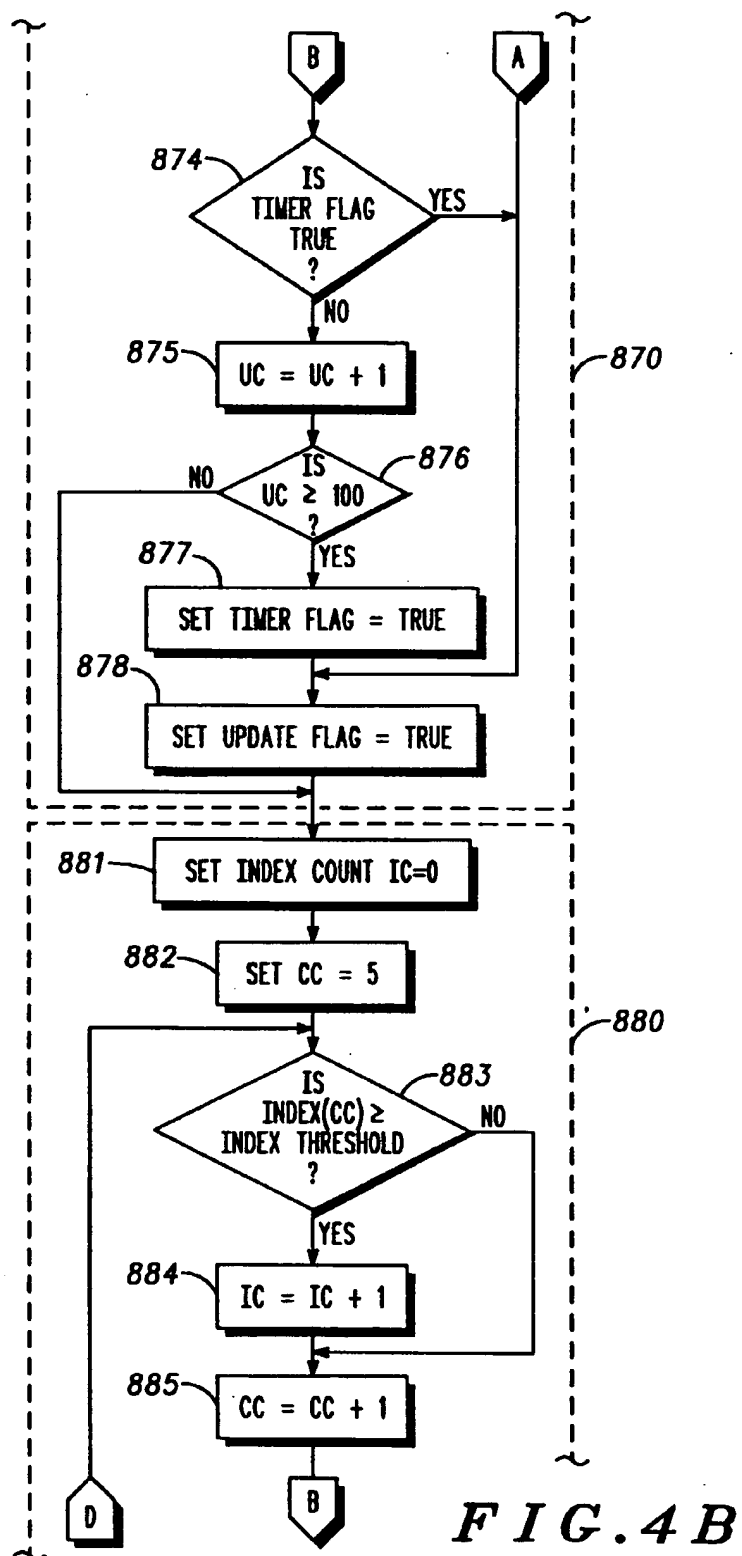 B
A
874
IS
TIMER FLAG
TRUE
?
YES
NO
875
UC = UC + 1
870
876
IS
UC ≥ 100
?
NO
YES
877
SET TIMER FLAG = TRUE
878
SET UPDATE FLAG = TRUE
881
SET INDEX COUNT IC=0
882
SET CC = 5
880
883
IS
INDEX(CC) ≥
INDEX THRESHOLD
?
NO
YES
884
IC = IC + 1
885
CC = CC + 1
D
B
FIG.4B